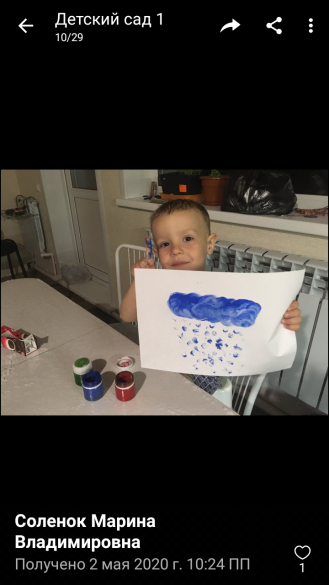 Детский сад 1
10/29
Соленок Марина
Владимировна
Получено 2 мая 2020 г. 10:24 ПП
1